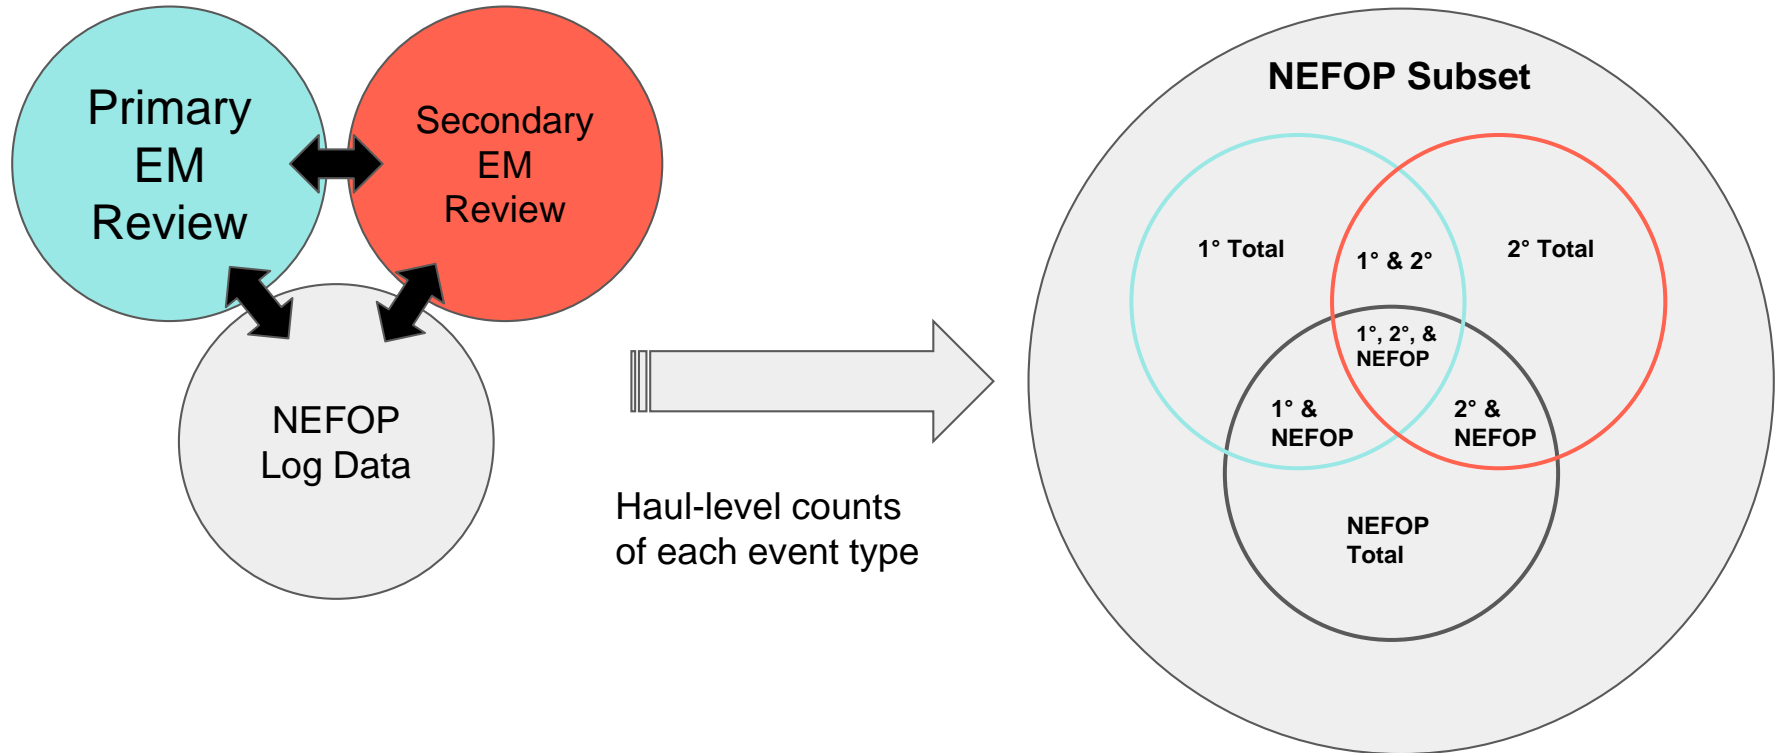 Primary
EM
Review
Secondary
EM
Review
NEFOP
Log Data
Haul-level counts
of each event type
NEFOP Subset
1° Total
1° & 2°
2° Total
1°, 2°, &
NEFOP
1° &
NEFOP
2° &
NEFOP
NEFOP
Total